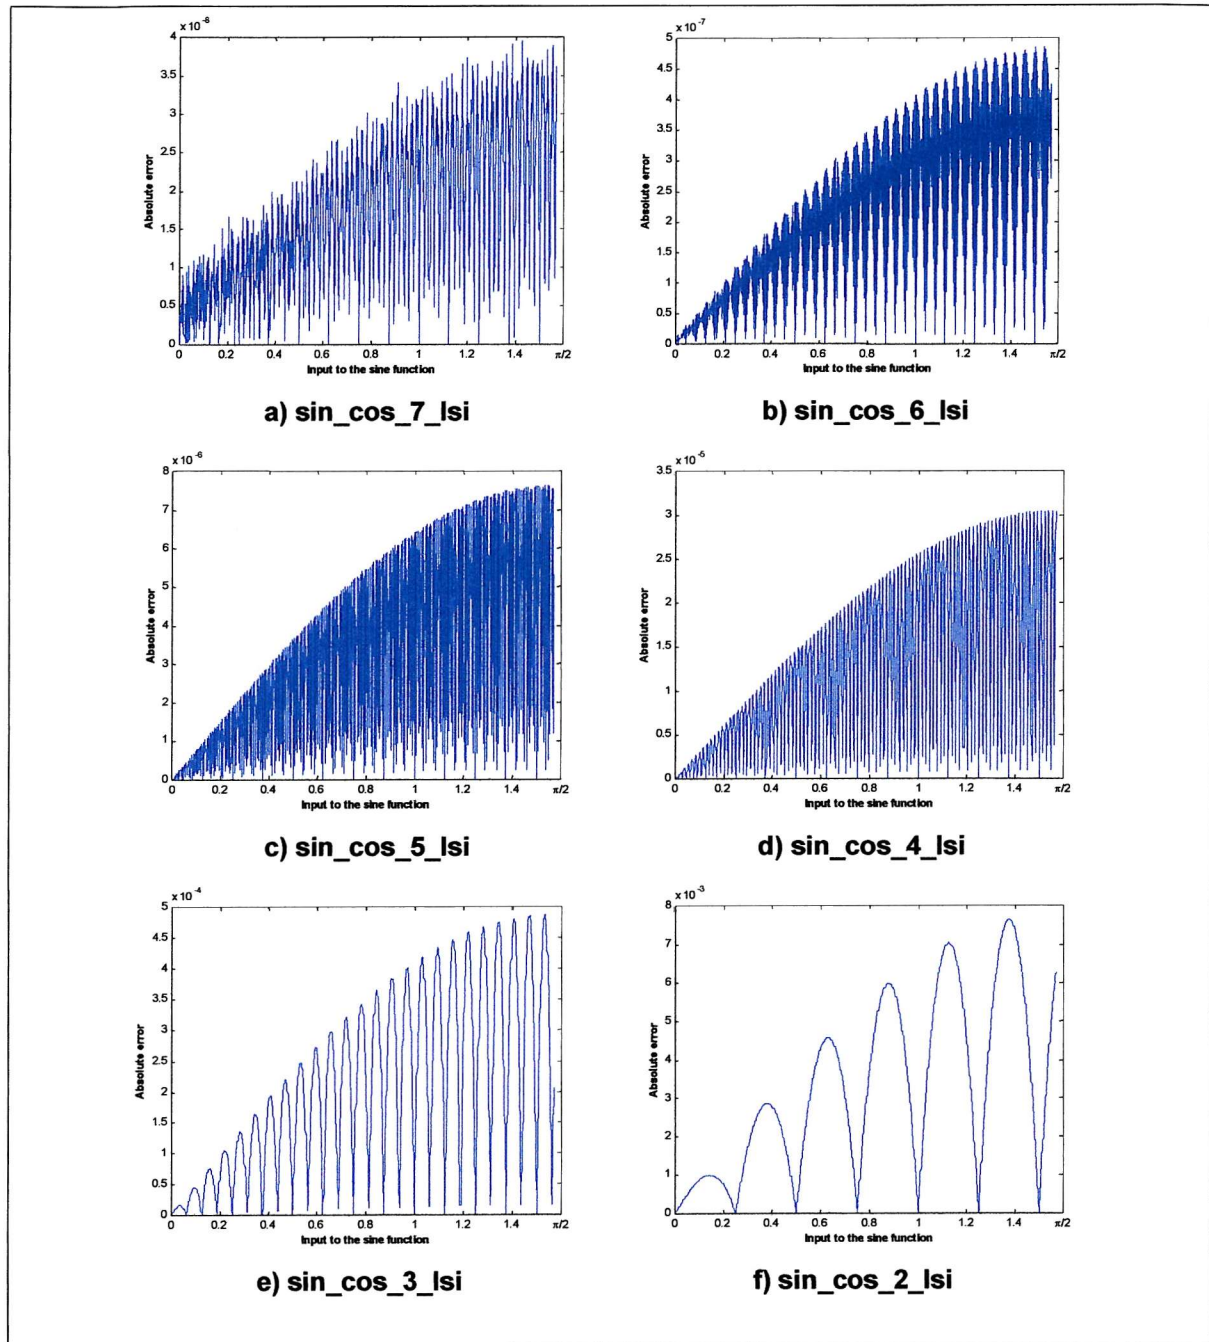 x 10 -8
4
3.5
3
2.5
2
1.5
1
0.5
0
Absolute error
0 0.2 0.4 0.6 0.8 1 1.2 1.4 π/2
Input to the sine function
a) sin_cos_7_lsi
x 10 -7
5
4.5
4
3.5
3
2.5
2
1.5
1
0.5
0
Absolute error
0 0.2 0.4 0.6 0.8 1 1.2 1.4 π/2
Input to the sine function
b) sin_cos_6_lsi
x 10 -6
8
7
6
5
4
3
2
1
0
Absolute error
0 0.2 0.4 0.6 0.8 1 1.2 1.4 π/2
Input to the sine function
c) sin_cos_5_lsi
x 10 -5
3.5
3
2.5
2
1.5
1
0.5
0
Absolute error
0 0.2 0.4 0.6 0.8 1 1.2 1.4 π/2
Input to the sine function
d) sin_cos_4_lsi
x 10 -4
5
4.5
4
3.5
3
2.5
2
1.5
1
0.5
0
Absolute error
0 0.2 0.4 0.6 0.8 1 1.2 1.4 π/2
Input to the sine function
e) sin_cos_3_lsi
x 10 -3
8
7
6
5
4
3
2
1
0
Absolute error
0 0.2 0.4 0.6 0.8 1 1.2 1.4 π/2
Input to the sine function
f) sin_cos_2_lsi